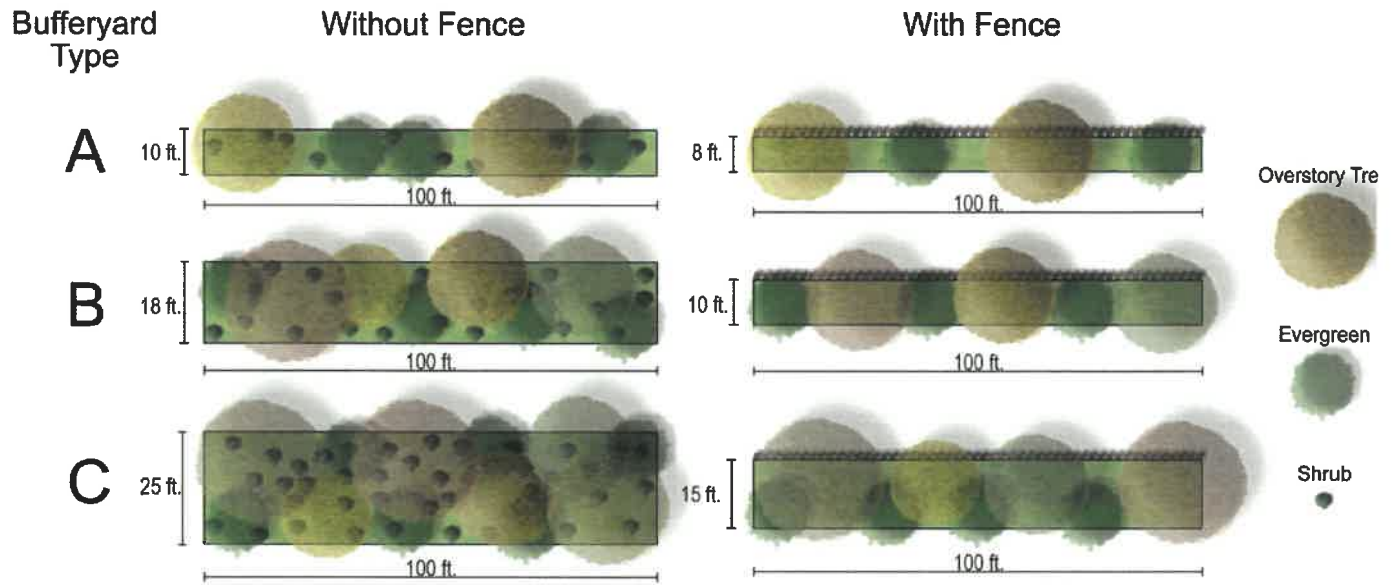 Bufferyard
Type
Without Fence
With Fence
A
10 ft.
100 ft.
8 ft.
100 ft.
B
18 ft.
100 ft.
10 ft.
100 ft.
C
25 ft.
100 ft.
15 ft.
100 ft.
Overstory Tre
Evergreen
Shrub